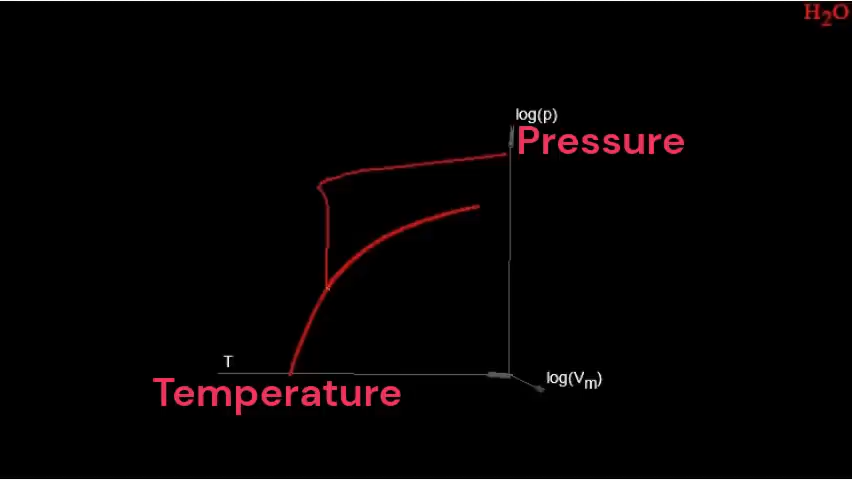 H₂O
log(p)
Pressure
T
log(Vₘ)
Temperature